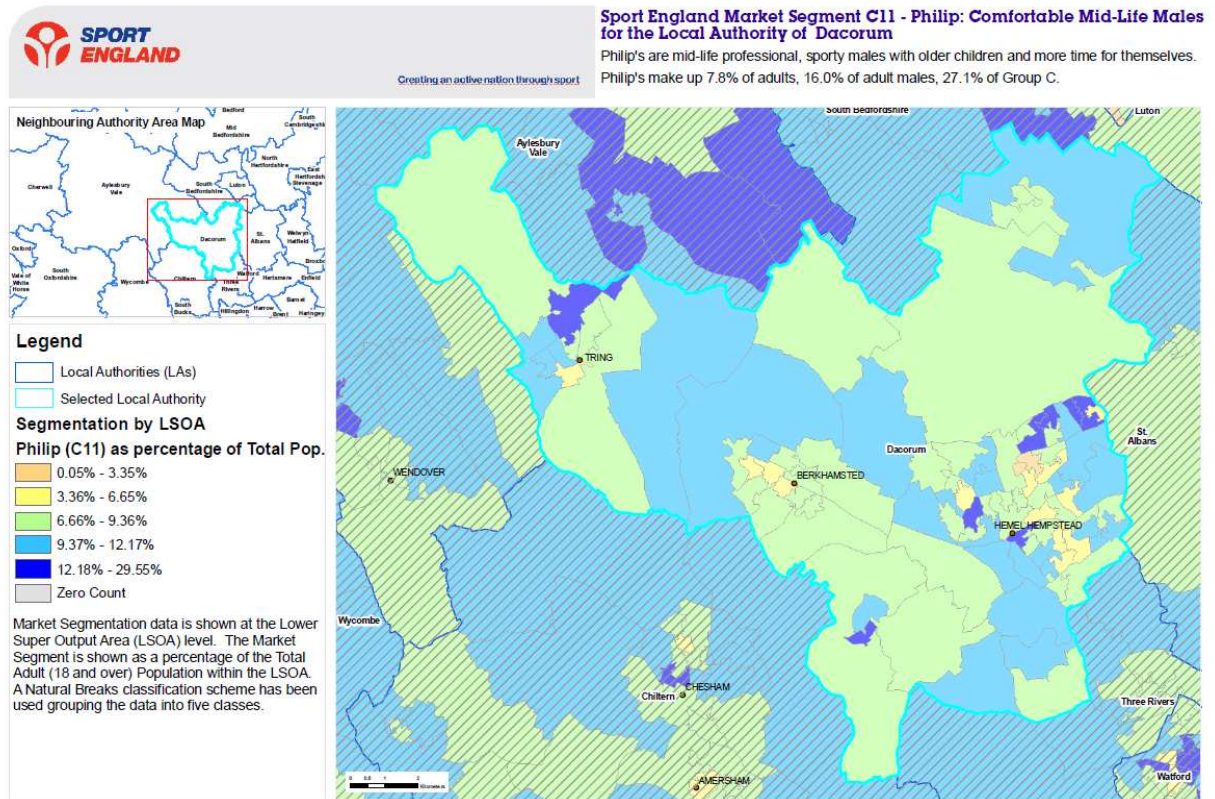 SPORT
ENGLAND
Creating an active nation through sport
Sport England Market Segment C11 - Philip: Comfortable Mid-Life Males
for the Local Authority of Dacorum
Philip's are mid-life professional, sporty males with older children and more time for themselves.
Philip's make up 7.8% of adults, 16.0% of adult males, 27.1% of Group C.
Neighbouring Authority Area Map
Bedford
South
Mid
Bedfordshire
North
Hertfordshire
East
Stevenage
Cherwell
Aylesbury
Vale
South
Bedfordshire
Luton
Dacorum
St.
Albans
Welwyn
Hatfield
Oxford
South
Oxfordshire
Vale of
White
Horse
Wycombe
Chiltern
Three
Rivers
Watford
Hertsmere
Enfield
South
Bucks
Hillingdon
Harrow
Brent
Barnet
Haringey
Legend
Local Authorities (LAs)
Selected Local Authority
Segmentation by LSOA
Philip (C11) as percentage of Total Pop.
0.05% - 3.35%
3.36% - 6.65%
6.66% - 9.36%
9.37% - 12.17%
12.18% - 29.55%
Zero Count
Market Segmentation data is shown at the Lower
Super Output Area (LSOA) level. The Market
Segment is shown as a percentage of the Total
Adult (18 and over) Population within the LSOA.
A Natural Breaks classification scheme has been
used grouping the data into five classes.
South Bedfordshire
Luton
Aylesbury
Vale
TRING
WENDOVER
BERKHAMSTED
Dacorum
St.
Albans
HEMEL HEMPSTEAD
Wycombe
CHESHAM
Chiltern
Three Rivers
AMERSHAM
Watford
0 0.5 1 2
Kilometers